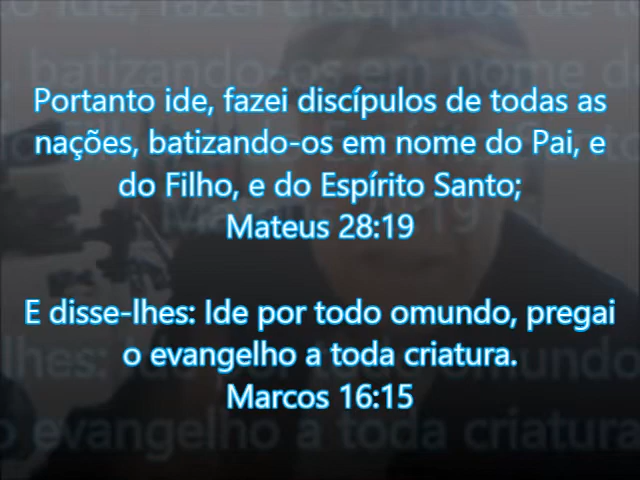 Portanto ide, fazei discípulos de todas as
nações, batizando-os em nome do Pai, e
do Filho, e do Espírito Santo;
Mateus 28:19
E disse-lhes: Ide por todo omundo, pregai
o evangelho a toda criatura.
Marcos 16:15